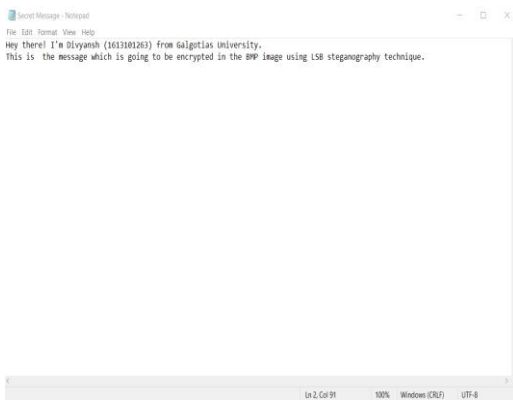 Secret Message - Notepad
File Edit Format View Help
Hey there! I'm Divyansh (1613101263) from Galgotias University.
This is  the message which is going to be encrypted in the BMP image using LSB steganography technique.
Ln 2, Col 91 100% Windows (CRLF) UTF-8